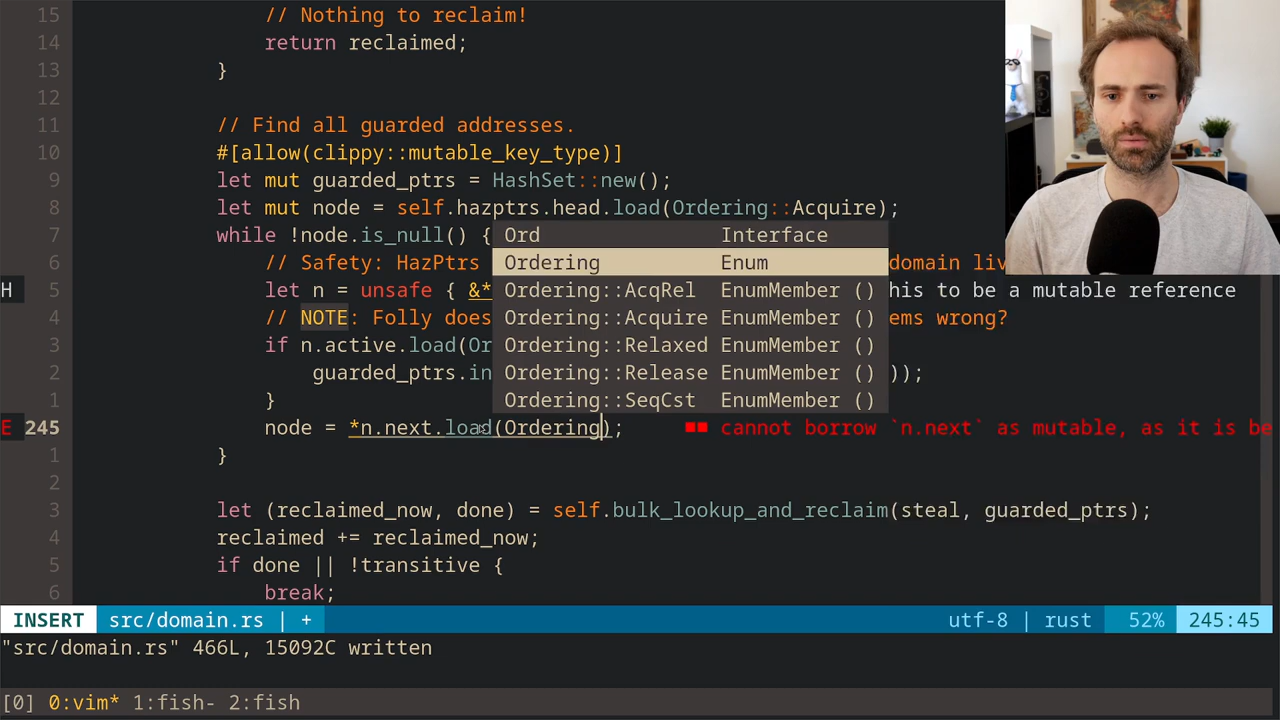 15 // Nothing to reclaim!
14 return reclaimed;
13 }
12
11 // Find all guarded addresses.
10 #[allow(clippy::mutable_key_type)]
9 let mut guarded_ptrs = HashSet::new();
8 let mut node = self.hazptrs.head.load(Ordering::Acquire);
7 while !node.is_null() { Ord Interface
6 // Safety: HazPtrs Ordering Enum domain liv
H 5 let n = unsafe { &* Ordering::AcqRel EnumMember () his to be a mutable reference
4 // NOTE: Folly does Ordering::Acquire EnumMember () ems wrong?
3 if n.active.load(Or Ordering::Relaxed EnumMember ()
2 guarded_ptrs.in Ordering::Release EnumMember () ));
1 } Ordering::SeqCst EnumMember ()
E 245 node = *n.next.load(Ordering); ■■ cannot borrow `n.next` as mutable, as it is be
1 }
2
3 let (reclaimed_now, done) = self.bulk_lookup_and_reclaim(steal, guarded_ptrs);
4 reclaimed += reclaimed_now;
5 if done || !transitive {
6 break;
INSERT src/domain.rs | + utf-8 | rust 52% 245:45
"src/domain.rs" 466L, 15092C written
[0] 0:vim* 1:fish- 2:fish